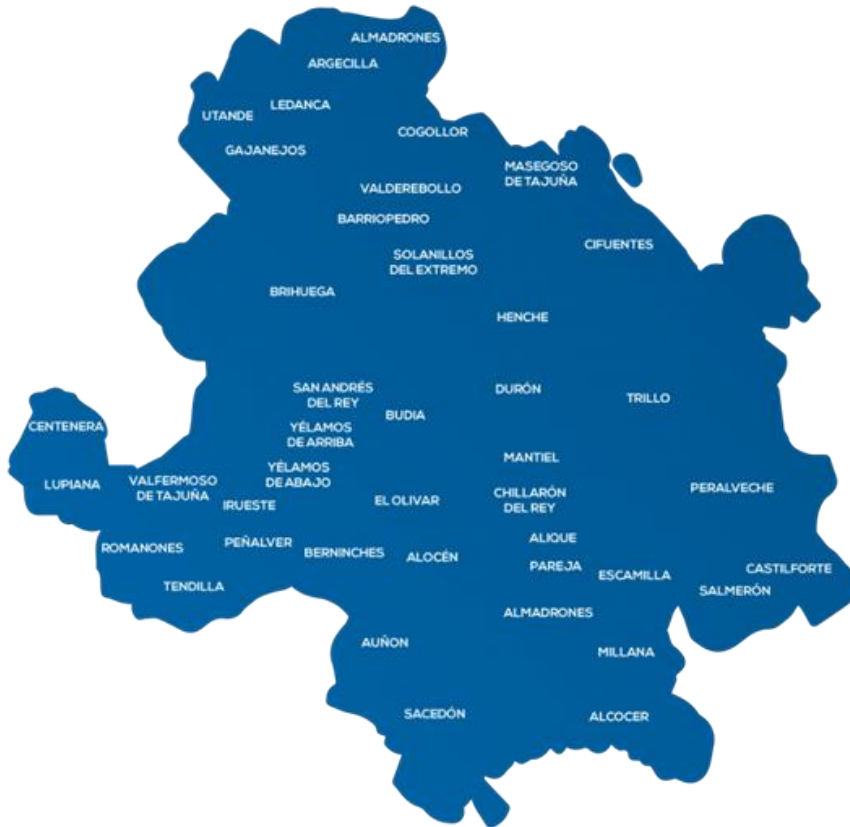 ALMADRONES
ARGECILLA
LEDANCA
UTANDE
COGOLLOR
GAJANEJOS
MASEGOSO
DE TAJUÑA
VALDEREBOLLO
BARRIOPEDRO
CIFUENTES
SOLANILLOS
DEL EXTREMO
BRIHUEGA
HENCHE
SAN ANDRÉS
DEL REY
DURÓN
TRILLO
BUDIA
CENTENERA
YÉLAMOS
DE ARRIBA
MANTIEL
YÉLAMOS
DE ABAJO
LUPIANA
VALFERMOSO
DE TAJUÑA
PERALVECHE
IRUESTE
EL OLIVAR
CHILLARÓN
DEL REY
ALIQUE
ROMANONES
PEÑALVER
BERNINCHES
ALOCÉN
PAREJA
CASTILFORTE
ESCAMILLA
TENDILLA
SALMERÓN
ALMADRONES
AUÑON
MILLANA
SACEDÓN
ALCOCER